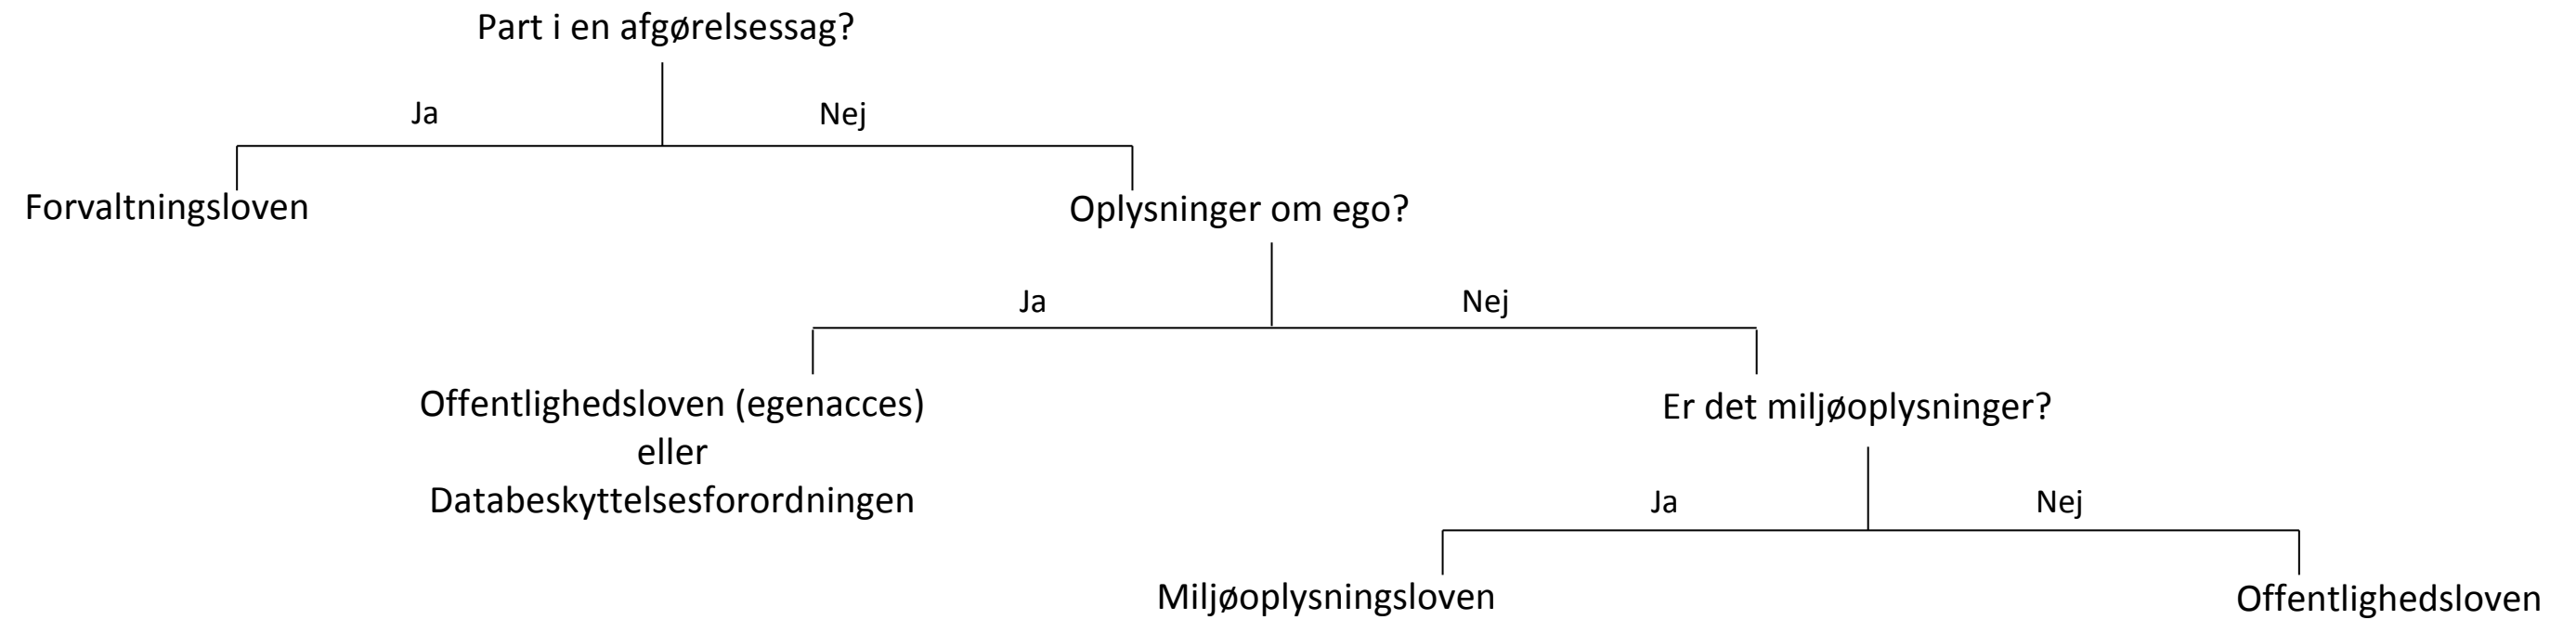 Part i en afgørelsessag?
Ja
Nej
Forvaltningsloven
Oplysninger om ego?
Ja
Nej
Offentlighedsloven (egenacces)
eller
Databeskyttelsesforordningen
Er det miljøoplysninger?
Ja
Nej
Miljøoplysningsloven
Offentlighedsloven